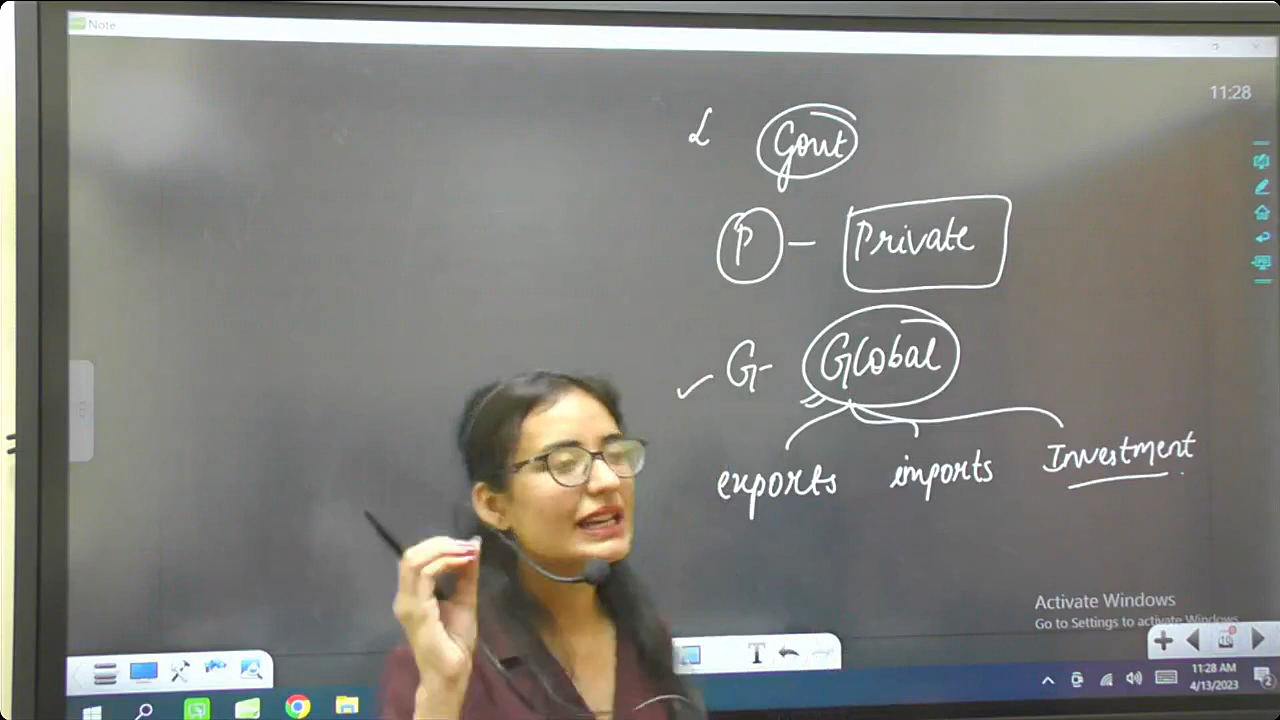 Note
11:28
L Govt
P - Private
G- Global
exports imports Investment
Activate Windows
Go to Settings to activate Windows.
T
11:28 AM
4/13/2023